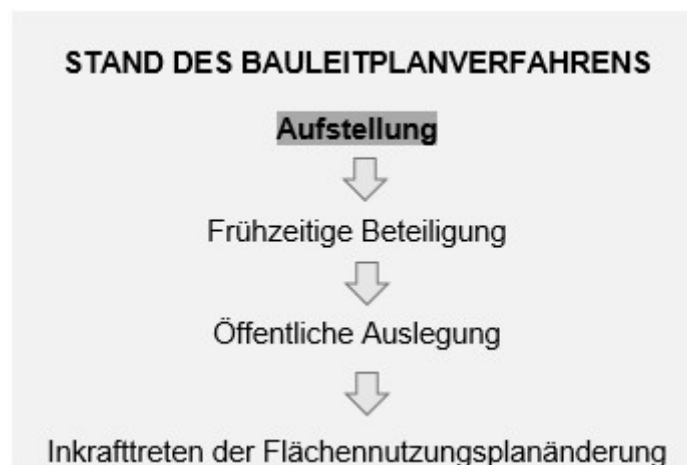 STAND DES BAULEITPLANVERFAHRENS
Aufstellung
Frühzeitige Beteiligung
Öffentliche Auslegung
Inkrafttreten der Flächennutzungsplanänderung